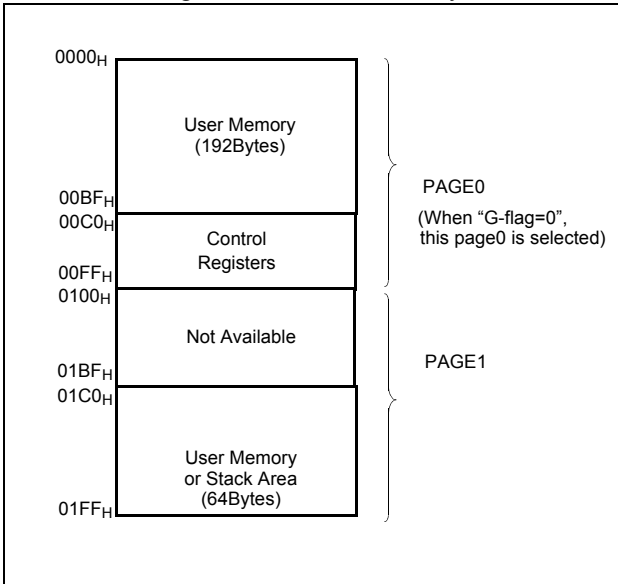 0000H
User Memory
(192Bytes)
00BFH
00C0H
Control
Registers
00FFH
0100H
PAGE0
(When “G-flag=0”,
this page0 is selected)
Not Available
01BFH
01C0H
PAGE1
User Memory
or Stack Area
(64Bytes)
01FFH